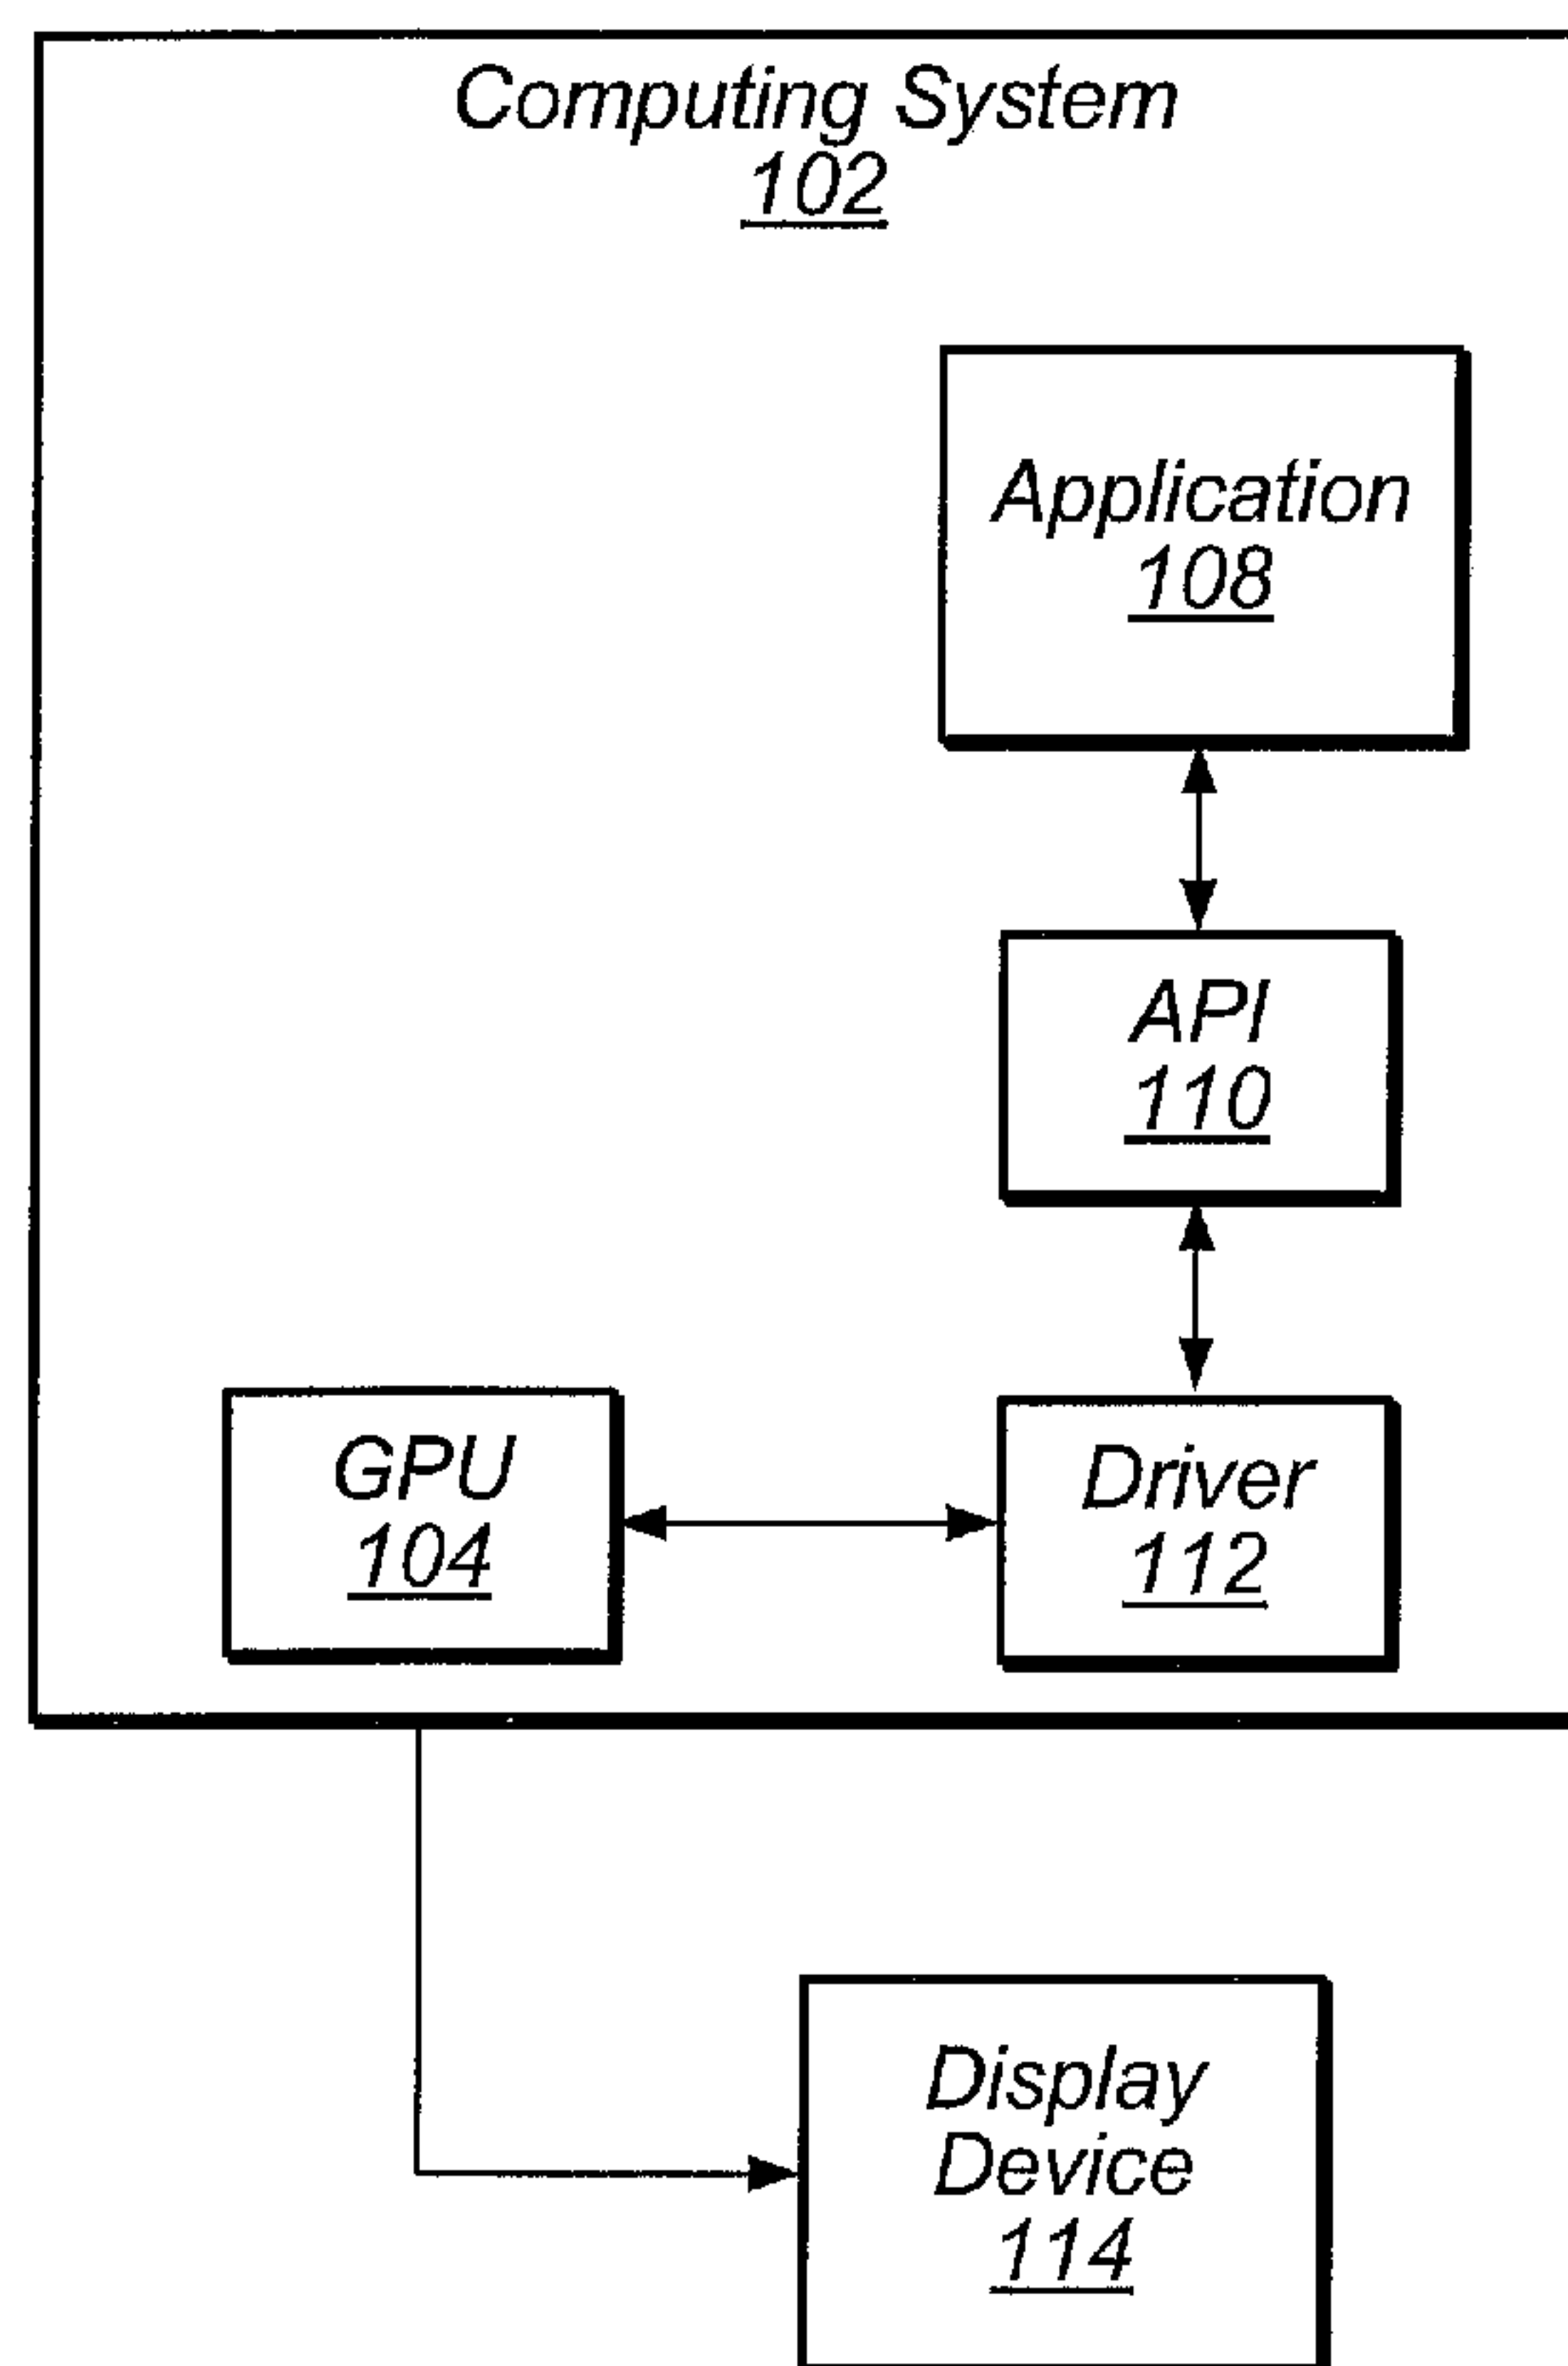 Computing System
102
Application
108
API
110
GPU
104
Driver
112
Display
Device
114